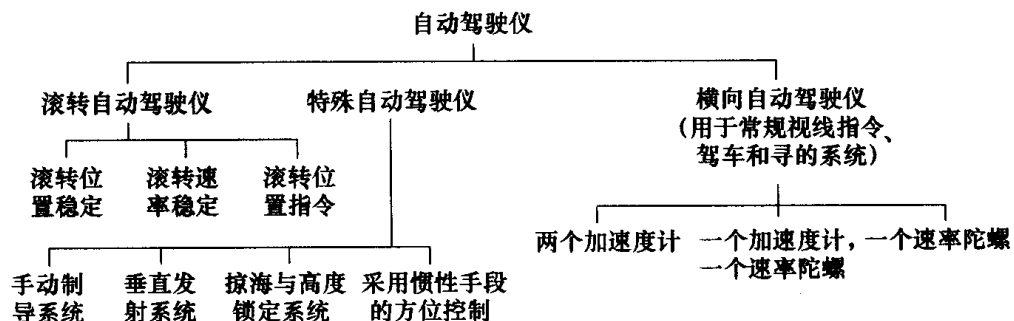 自动驾驶仪
滚转自动驾驶仪
特殊自动驾驶仪
横向自动驾驶仪
(用于常规视线指令、
驾车和寻的系统)
滚转位
置稳定
滚转速
率稳定
滚转位
置指令
两个加速度计
一个加速度计，
一个速率陀螺
一个速率陀螺
手动制
导系统
垂直发
射系统
掠海与高度
锁定系统
采用惯性手段
的方位控制